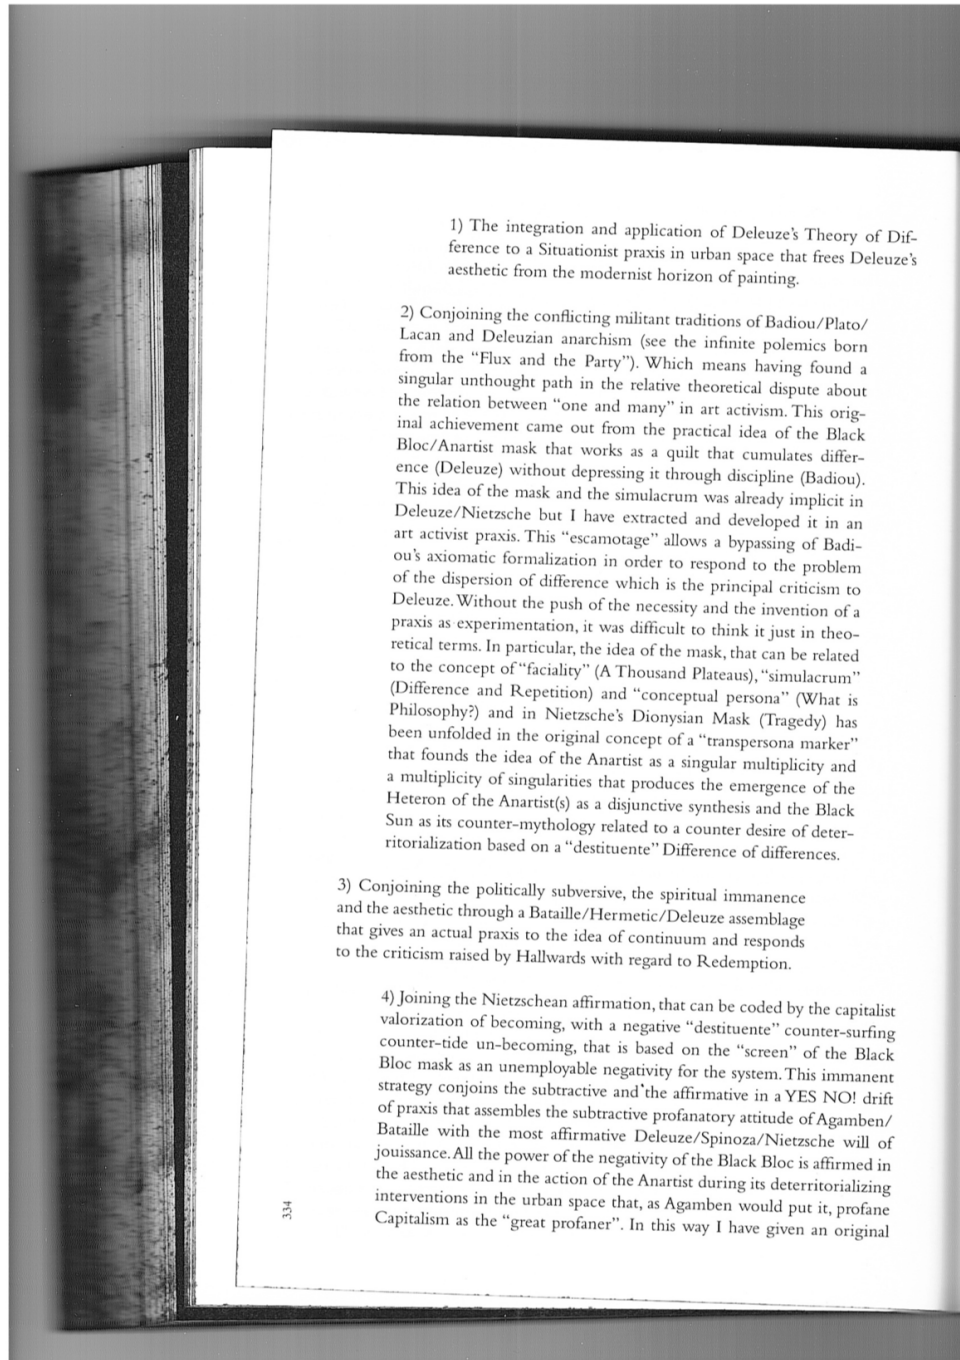 1) The integration and application of Deleuze's Theory of Dif-
ference to a Situationist praxis in urban space that frees Deleuze's
aesthetic from the modernist horizon of painting.
2) Conjoining the conflicting militant traditions of Badiou/Plato/
Lacan and Deleuzian anarchism (see the infinite polemics born
from the "Flux and the Party"). Which means having found a
singular unthought path in the relative theoretical dispute about
the relation between "one and many" in art activism. This orig-
inal achievement came out from the practical idea of the Black
Bloc/Anartist mask that works as a quilt that cumulates differ-
ence (Deleuze) without depressing it through discipline (Badiou).
This idea of the mask and the simulacrum was already implicit in
Deleuze/Nietzsche but I have extracted and developed it in an
art activist praxis. This "escamotage" allows a bypassing of Badi-
ou's axiomatic formalization in order to respond to the problem
of the dispersion of difference which is the principal criticism to
Deleuze. Without the push of the necessity and the invention of a
praxis as experimentation, it was difficult to think it just in theo-
retical terms. In particular, the idea of the mask, that can be related
to the concept of "faciality" (A Thousand Plateaus), "simulacrum"
(Difference and Repetition) and "conceptual persona" (What is
Philosophy?) and in Nietzsche's Dionysian Mask (Tragedy) has
been unfolded in the original concept of a "transpersona marker"
that founds the idea of the Anartist as a singular multiplicity and
a multiplicity of singularities that produces the emergence of the
Heteron of the Anartist(s) as a disjunctive synthesis and the Black
Sun as its counter-mythology related to a counter desire of deter-
ritorialization based on a "destituente" Difference of differences.
3) Conjoining the politically subversive, the spiritual immanence
and the aesthetic through a Bataille/Hermetic/Deleuze assemblage
that gives an actual praxis to the idea of continuum and responds
to the criticism raised by Hallwards with regard to Redemption.
4) Joining the Nietzschean affirmation, that can be coded by the capitalist
valorization of becoming, with a negative "destituente" counter-surfing
counter-tide un-becoming, that is based on the "screen" of the Black
Bloc mask as an unemployable negativity for the system. This immanent
strategy conjoins the subtractive and the affirmative in a YES NO! drift
of praxis that assembles the subtractive profanatory attitude of Agamben/
Bataille with the most affirmative Deleuze/Spinoza/Nietzsche will of
jouissance. All the power of the negativity of the Black Bloc is affirmed in
the aesthetic and in the action of the Anartist during its deterritorializing
interventions in the urban space that, as Agamben would put it, profane
Capitalism as the "great profaner". In this way I have given an original
334